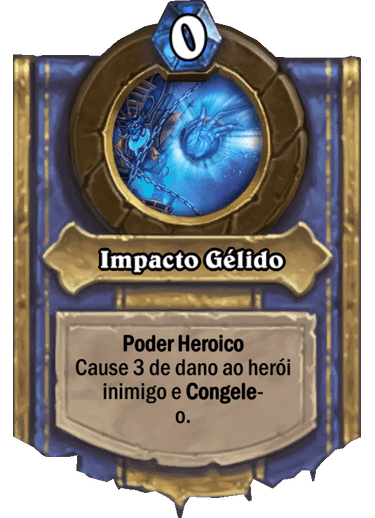 0
Impacto Gélido
Poder Heroico
Cause 3 de dano ao herói
inimigo e Congele-
o.